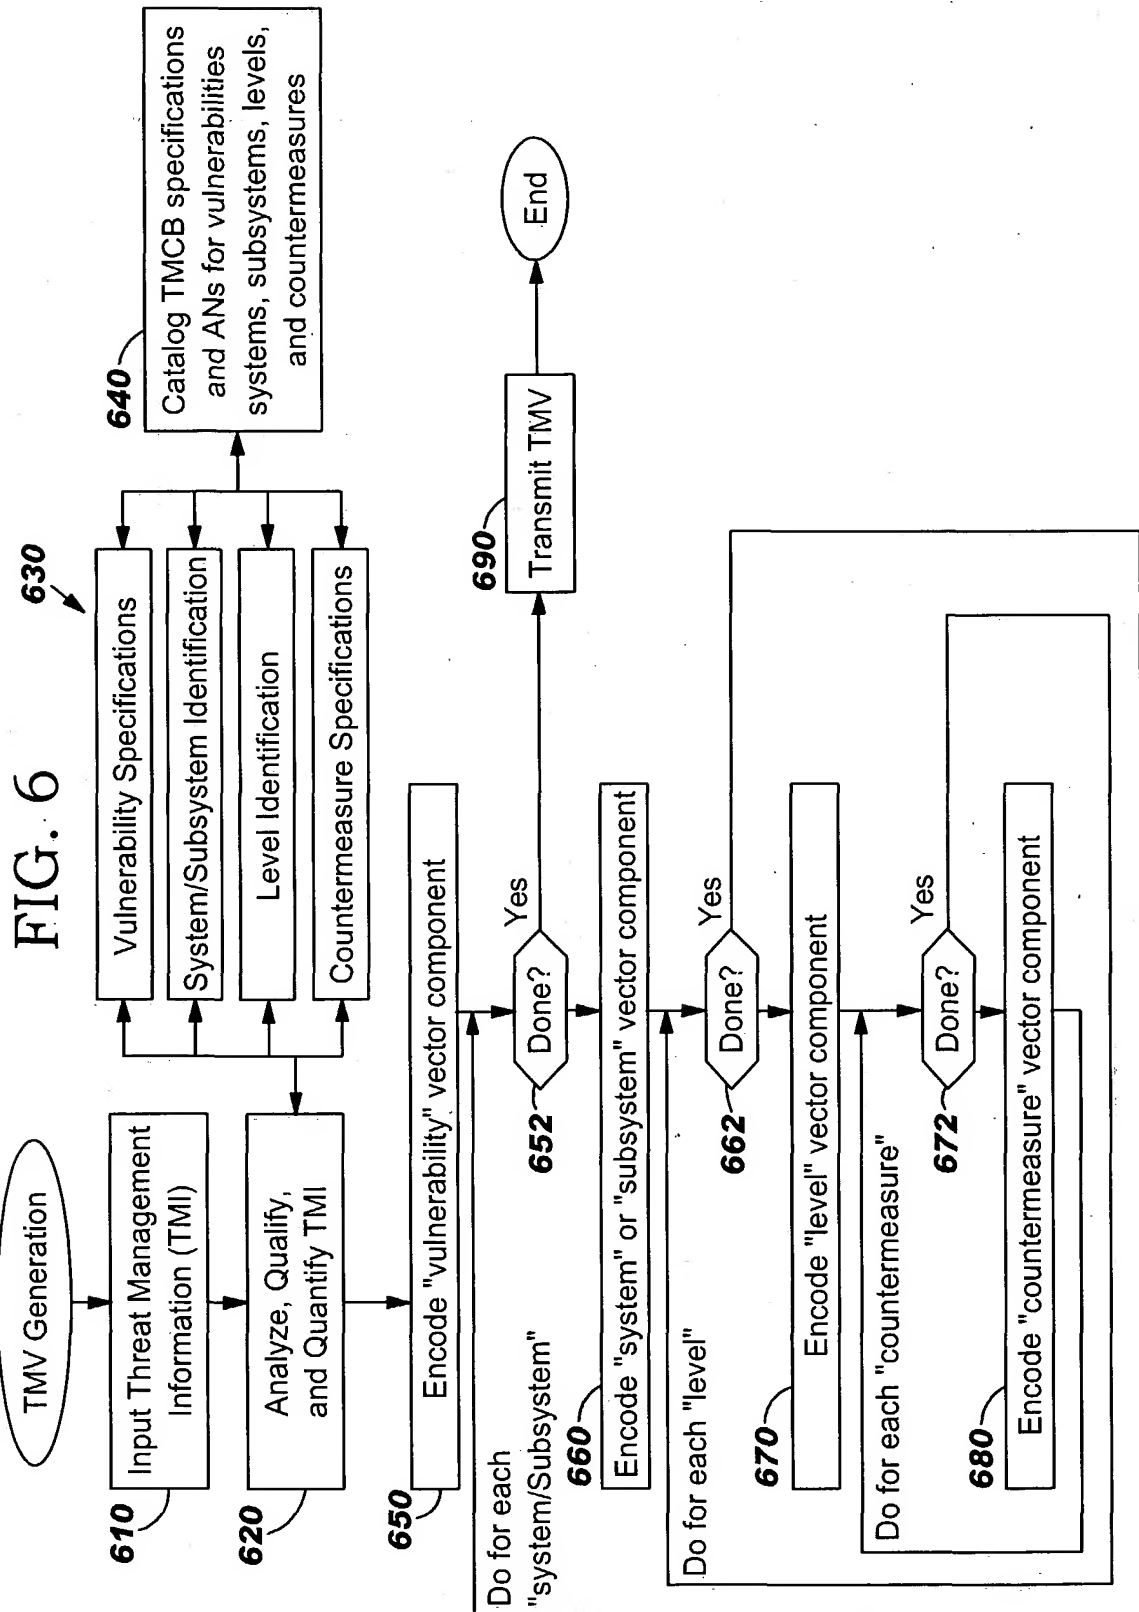 FIG. 6
TMV Generation
610
Input Threat Management
Information (TMI)
620
Analyze, Qualify,
and Quantify TMI
630
Vulnerability Specifications
System/Subsystem Identification
Level Identification
Countermeasure Specifications
640
Catalog TMCB specifications
and ANs for vulnerabilities
systems, subsystems, levels,
and countermeasures
650
Encode "vulnerability" vector component
Do for each
"system/Subsystem"
652
Done?
Yes
690
Transmit TMV
End
660
Encode "system" or "subsystem" vector component
Do for each "level"
662
Done?
Yes
670
Encode "level" vector component
Do for each "countermeasure"
672
Done?
Yes
680
Encode "countermeasure" vector component